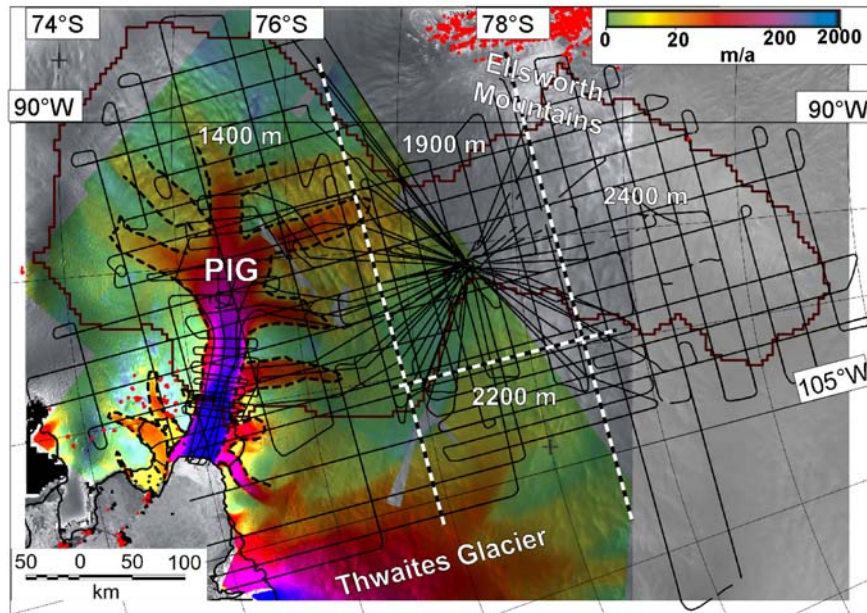 74°S
76°S
78°S
0 20 200 2000
m/a
Ellsworth
Mountains
90°W
90°W
1400 m
1900 m
2400 m
PIG
2200 m
105°W
50 0 50 100
km
Thwaites Glacier